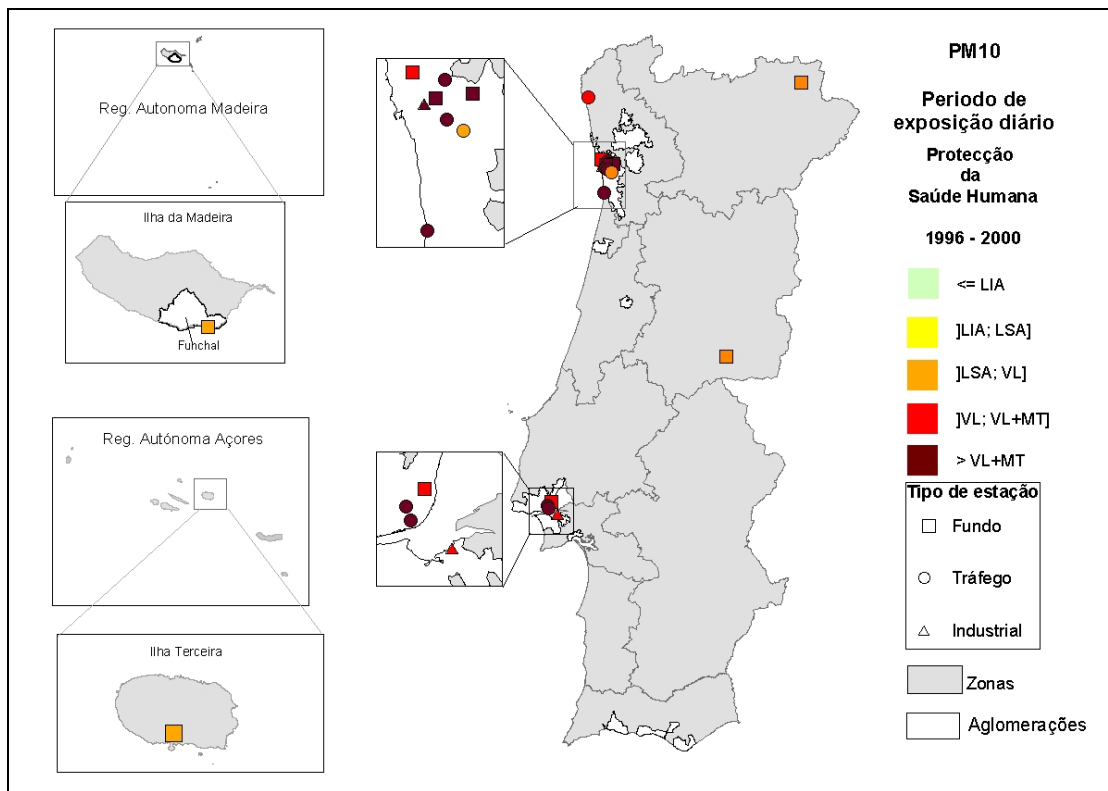 Reg. Autonoma Madeira
Ilha da Madeira
Funchal
Reg. Autónoma Açores
Ilha Terceira
PM10
Periodo de
exposição diário
Protecção
da
Saúde Humana
1996 - 2000
<= LIA
]LIA; LSA]
]LSA; VL]
]VL; VL+MT]
> VL+MT
Tipo de estação
Fundo
Tráfego
Industrial
Zonas
Aglomerações